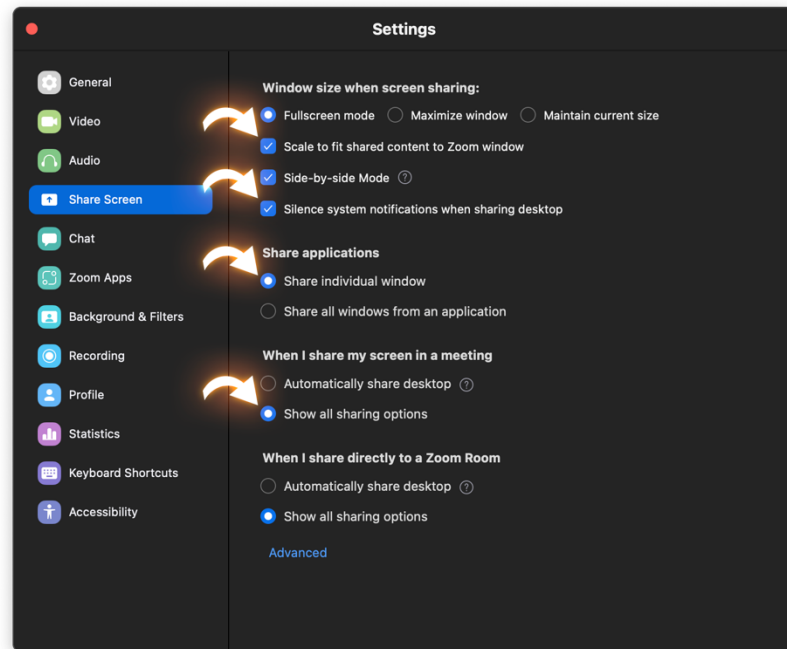 Settings
General
Video
Audio
Share Screen
Chat
Zoom Apps
Background & Filters
Recording
Profile
Statistics
Keyboard Shortcuts
Accessibility
Window size when screen sharing:
Fullscreen mode Maximize window Maintain current size
Scale to fit shared content to Zoom window
Side-by-side Mode ?
Silence system notifications when sharing desktop
Share applications
Share individual window
Share all windows from an application
When I share my screen in a meeting
Automatically share desktop ?
Show all sharing options
When I share directly to a Zoom Room
Automatically share desktop ?
Show all sharing options
Advanced